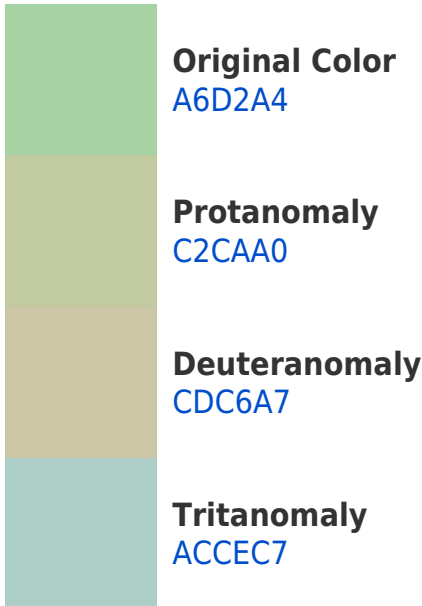 Original Color
A6D2A4
Protanomaly
C2CAA0
Deuteranomaly
CDC6A7
Tritanomaly
ACCEC7